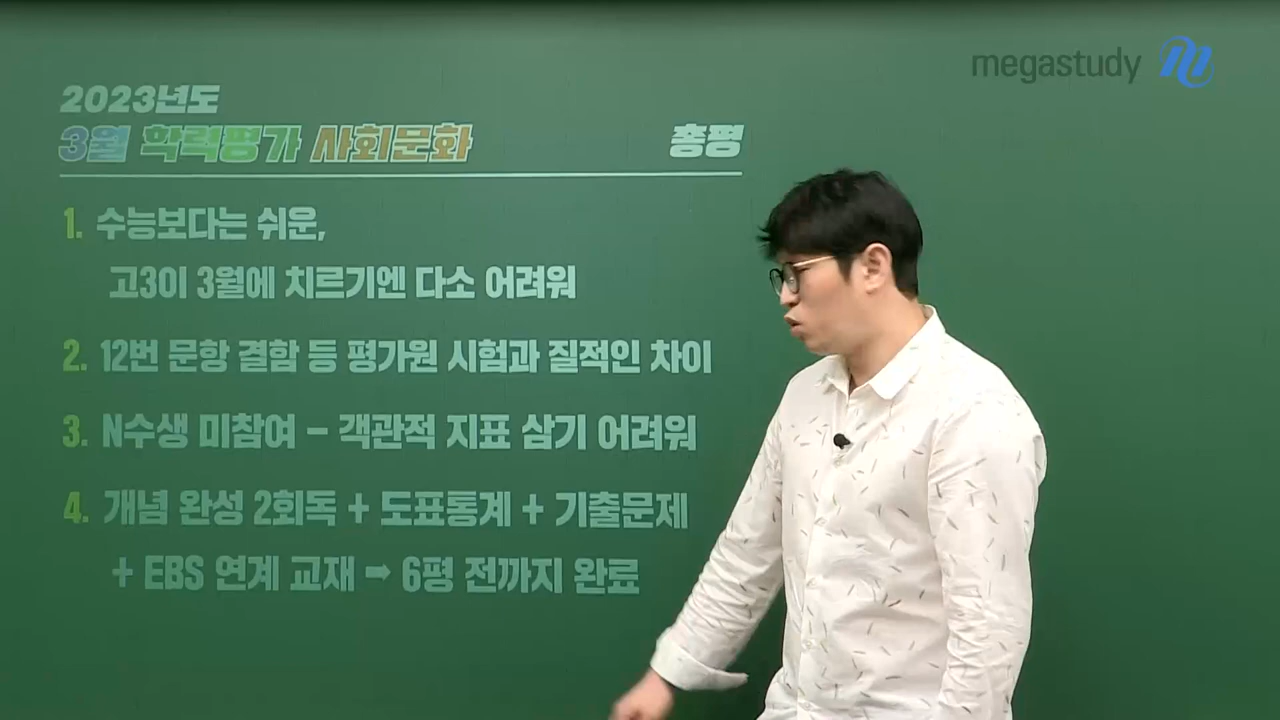 megastudy
2023년도
3월 학력평가 사회문화 총평
1. 수능보다는 쉬운,
고3이 3월에 치르기엔 다소 어려워
2. 12번 문항 결함 등 평가원 시험과 질적인 차이
3. N수생 미참여 - 객관적 지표 삼기 어려워
4. 개념 완성 2회독 + 도표통계 + 기출문제
+ EBS 연계 교재 ➡ 6평 전까지 완료